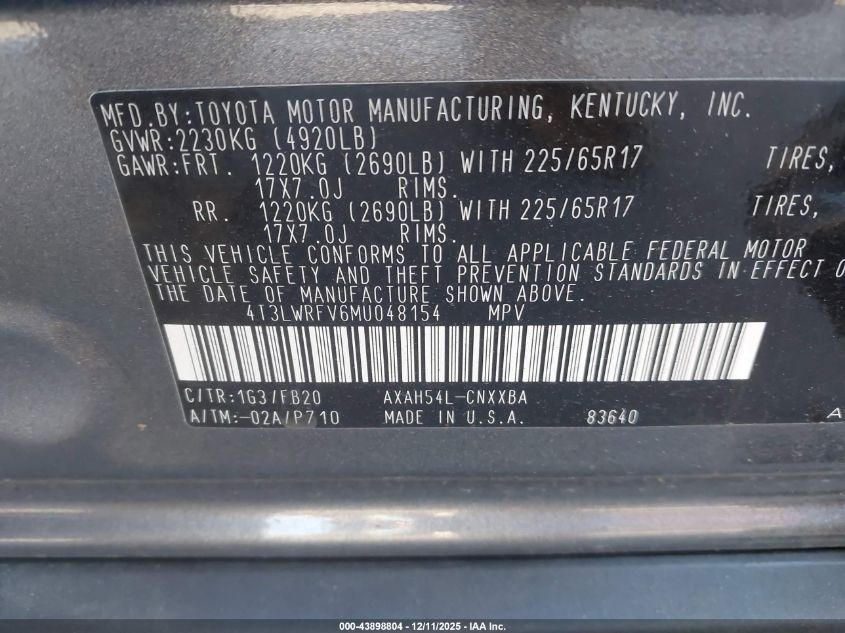 MFD.BY:TOYOTA MOTOR MANUFACTURING, KENTUCKY, INC.
GVWR:2230KG (4920LB)
GAWR:FRT. 1220KG (2690LB) WITH 225/65R17 TIRES,
17X7.0J RIMS.
RR. 1220KG (2690LB) WITH 225/65R17 TIRES,
17X7.0J RIMS.
THIS VEHICLE CONFORMS TO ALL APPLICABLE FEDERAL MOTOR
VEHICLE SAFETY AND THEFT PREVENTION STANDARDS IN EFFECT O
THE DATE OF MANUFACTURE SHOWN ABOVE.
4T3LWRFV6MU048154 MPV
C/TR:1G3/FB20 AXAH54L-CNXXBA
A/TM:-02A/P710 MADE IN U.S.A. 83640 A
000-43898804 - 12/11/2025 - IAA Inc.